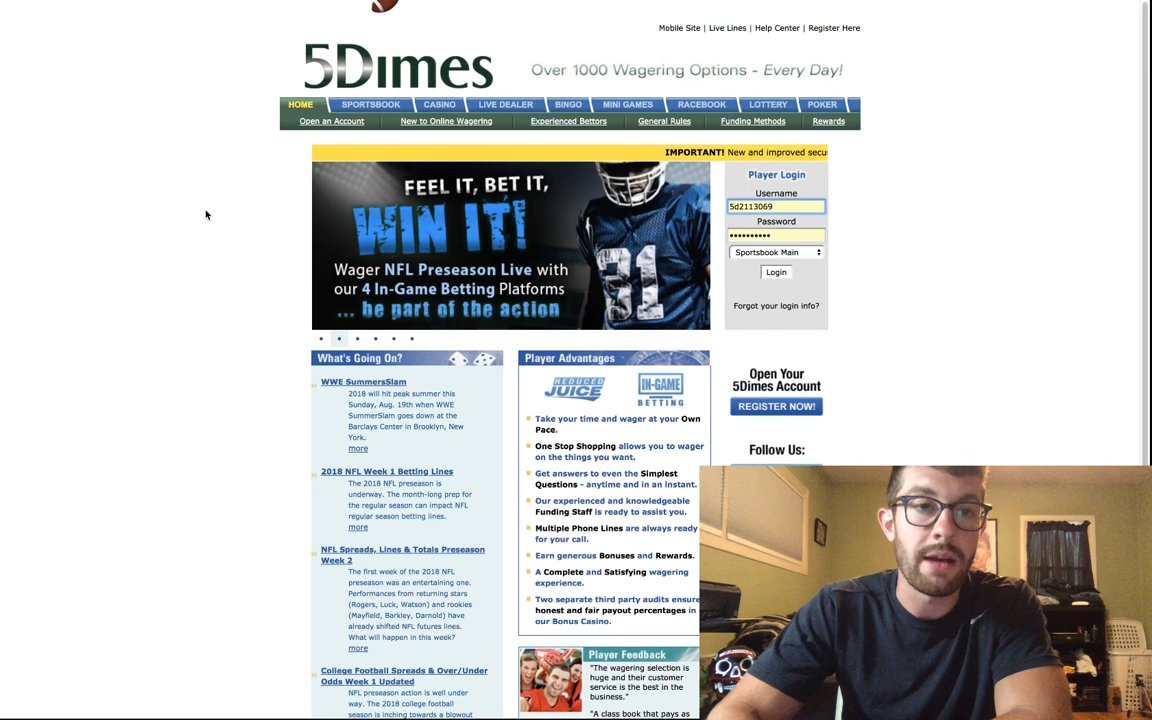 Mobile Site | Live Lines | Help Center | Register Here
5Dimes
Over 1000 Wagering Options - Every Day!
HOME SPORTSBOOK CASINO LIVE DEALER BINGO MINI GAMES RACEBOOK LOTTERY POKER
Open an Account New to Online Wagering Experienced Bettors General Rules Funding Methods Rewards
IMPORTANT! New and improved secu
FEEL IT, BET IT,
WIN IT!
Wager NFL Preseason Live with
our 4 In-Game Betting Platforms
... be part of the action
91
Player Login
Username
5d2113069
Password
••••••••••
Sportsbook Main
Login
Forgot your login info?
What's Going On?
WWE SummersSlam
2018 will hit peak summer this
Sunday, Aug. 19th when WWE
SummerSlam goes down at the
Barclays Center in Brooklyn, New
York.
more
2018 NFL Week 1 Betting Lines
The 2018 NFL preseason is
underway. The month-long prep for
the regular season can impact NFL
regular season betting lines.
more
NFL Spreads, Lines & Totals Preseason
Week 2
The first week of the 2018 NFL
preseason was an entertaining one.
Performances from returning stars
(Rogers, Luck, Watson) and rookies
(Mayfield, Barkley, Darnold) have
already shifted NFL futures lines.
What will happen in this week?
more
College Football Spreads & Over/Under
Odds Week 1 Updated
NFL preseason action is well under
way. The 2018 college football
season is inching towards a blowout
Player Advantages
REDUCED
JUICE
IN-GAME
BETTING
Take your time and wager at your Own
Pace.
One Stop Shopping allows you to wager
on the things you want.
Get answers to even the Simplest
Questions - anytime and in an instant.
Our experienced and knowledgeable
Funding Staff is ready to assist you.
Multiple Phone Lines are always ready
for your call.
Earn generous Bonuses and Rewards.
A Complete and Satisfying wagering
experience.
Two separate third party audits ensure
honest and fair payout percentages in
our Bonus Casino.
Player Feedback
"The wagering selection is
huge and their customer
service is the best in the
business."
"A class book that pays as
Open Your
5Dimes Account
REGISTER NOW!
Follow Us: